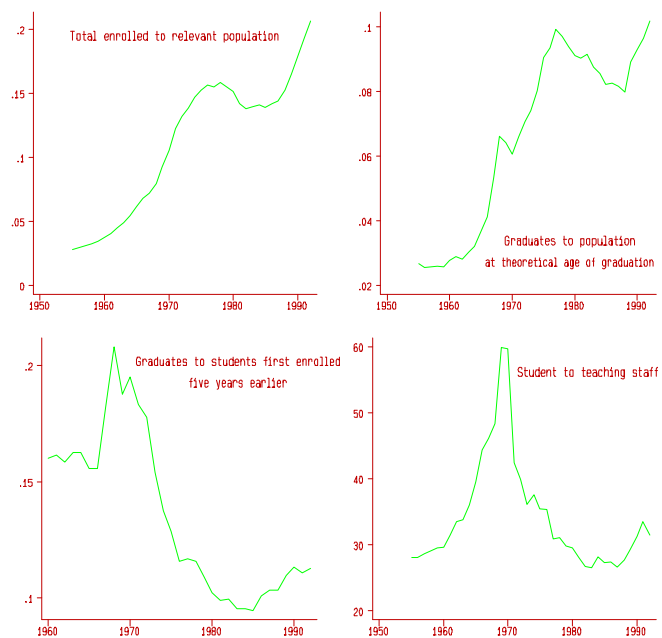 Total enrolled to relevant population
.2
.15
.1
.05
0
1950 1960 1970 1980 1990
.1
.08
.06
.04
.02
Graduates to population
at theoretical age of graduation
1950 1960 1970 1980 1990
.2
.15
.1
Graduates to students first enrolled
five years earlier
1960 1970 1980 1990
60
50
40
30
20
Student to teaching staff
1950 1960 1970 1980 1990